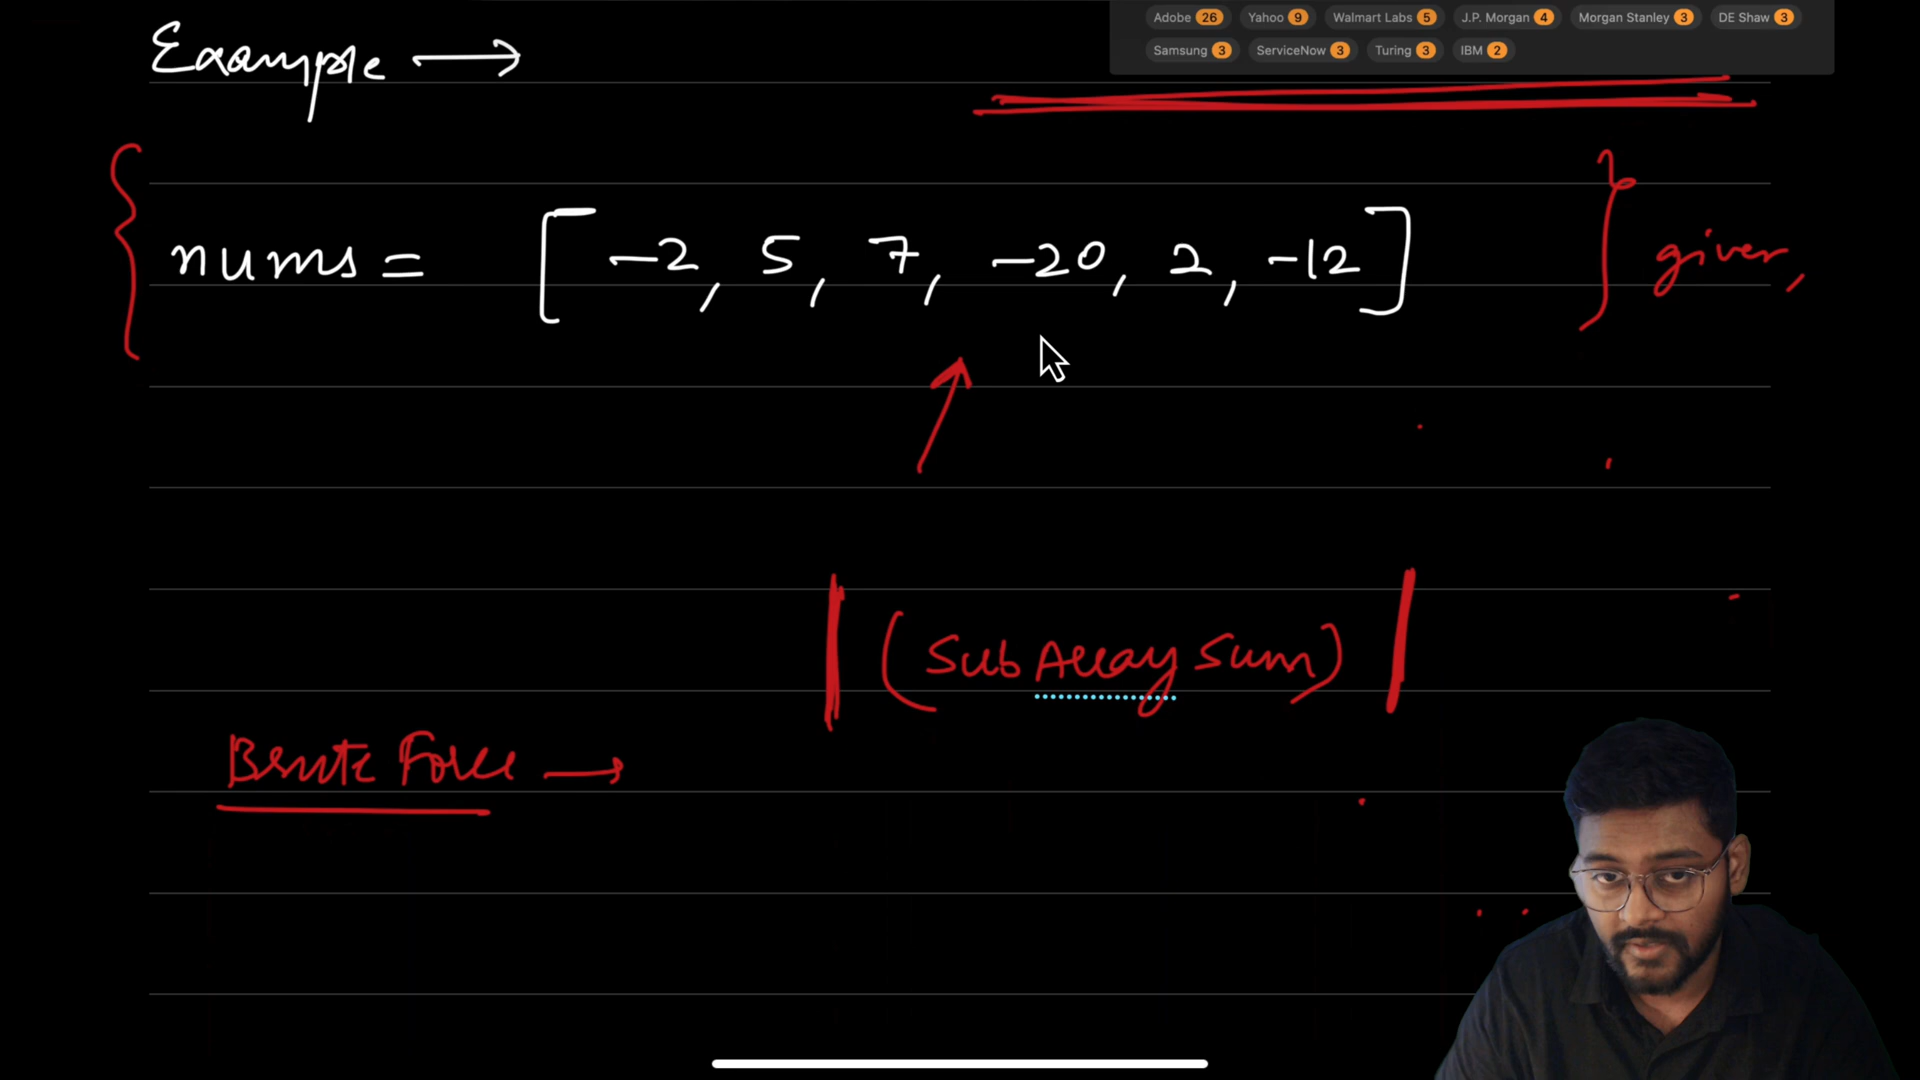 Adobe 26 Yahoo 9 Walmart Labs 5 J.P. Morgan 4 Morgan Stanley 3 DE Shaw 3
Samsung 3 ServiceNow 3 Turing 3 IBM 2
Example →
nums = [ -2, 5, 7, -20, 2, -12 ] } given,
| (Sub Array Sum) |
Brute Force →